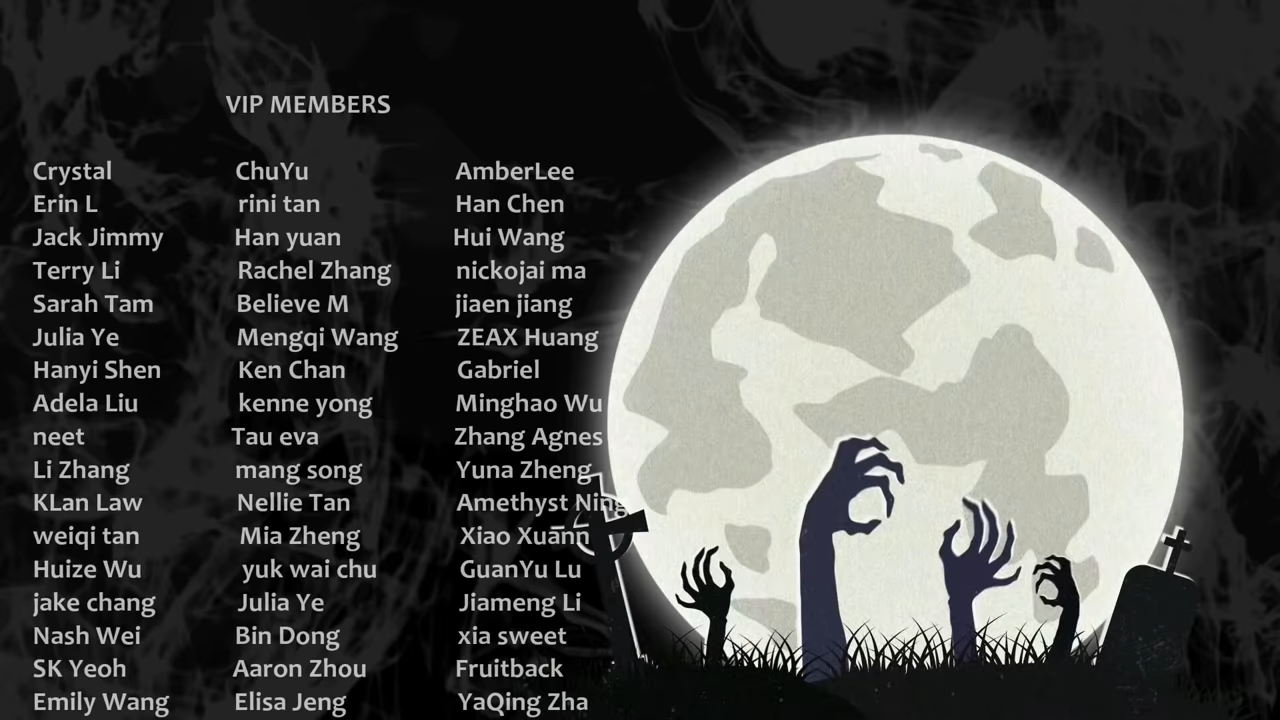 VIP MEMBERS
Crystal ChuYu AmberLee
Erin L rini tan Han Chen
Jack Jimmy Han yuan Hui Wang
Terry Li Rachel Zhang nickojai ma
Sarah Tam Believe M jiaen jiang
Julia Ye Mengqi Wang ZEAX Huang
Hanyi Shen Ken Chan Gabriel
Adela Liu kenne yong Minghao Wu
neet Tau eva Zhang Agnes
Li Zhang mang song Yuna Zheng
KLan Law Nellie Tan Amethyst Ning
weiqi tan Mia Zheng Xiao Xuann
Huize Wu yuk wai chu GuanYu Lu
jake chang Julia Ye Jiameng Li
Nash Wei Bin Dong xia sweet
SK Yeoh Aaron Zhou Fruitback
Emily Wang Elisa Jeng YaQing Zha